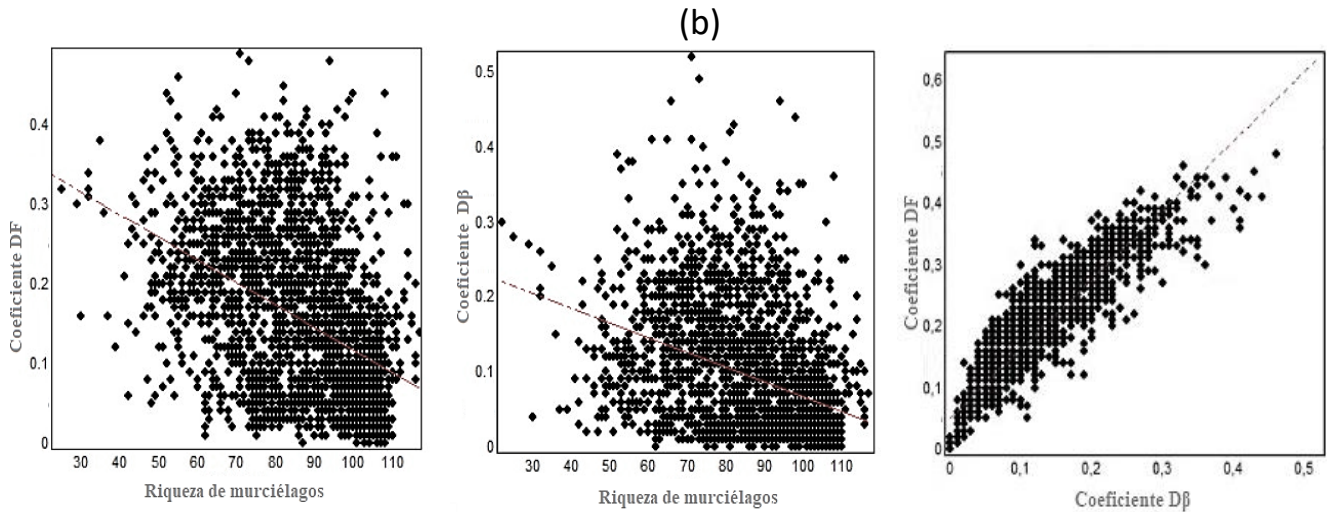 (b)
Coeficiente DF
0.4
0.3
0.2
0.1
0
30 40 50 60 70 80 90 100 110
Riqueza de murciélagos
Coeficiente Dβ
0.5
0.4
0.3
0.2
0.1
0
30 40 50 60 70 80 90 100 110
Riqueza de murciélagos
Coeficiente DF
0,6
0,5
0,4
0,3
0,2
0,1
0
0 0,1 0,2 0,3 0,4 0,5
Coeficiente Dβ